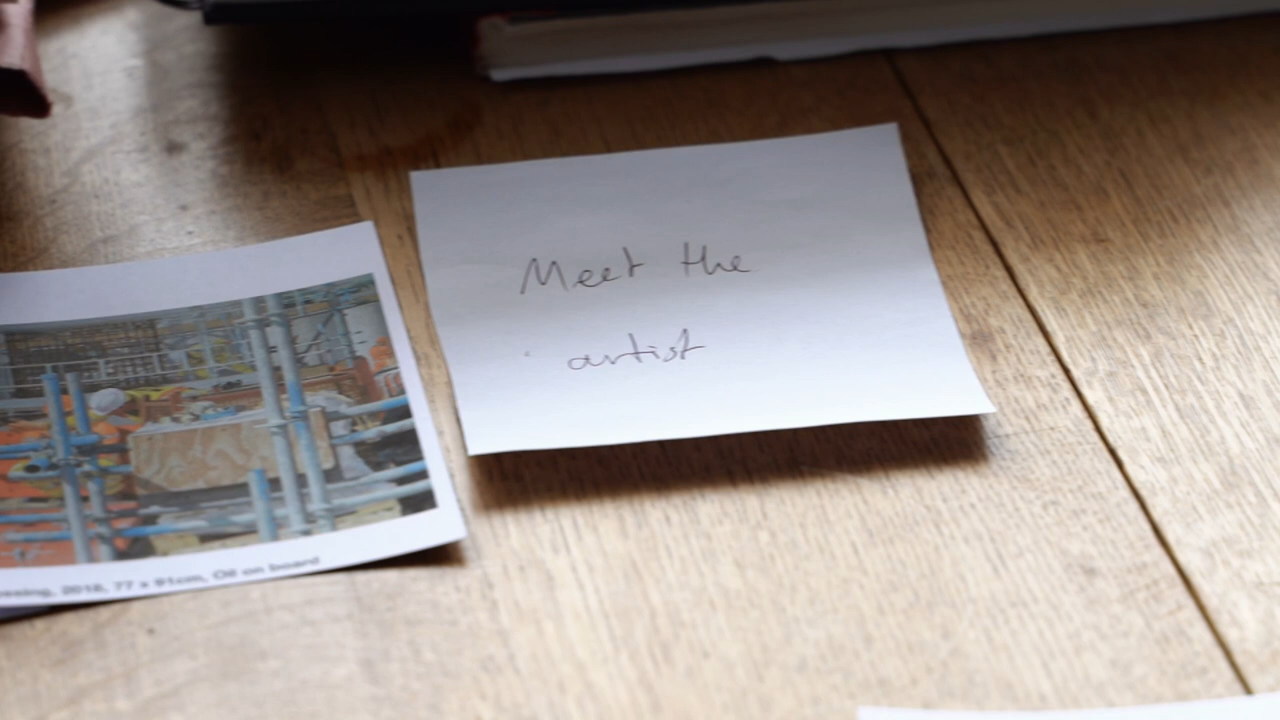 Meet the
artist
2018, 77 x 91cm, Oil on board